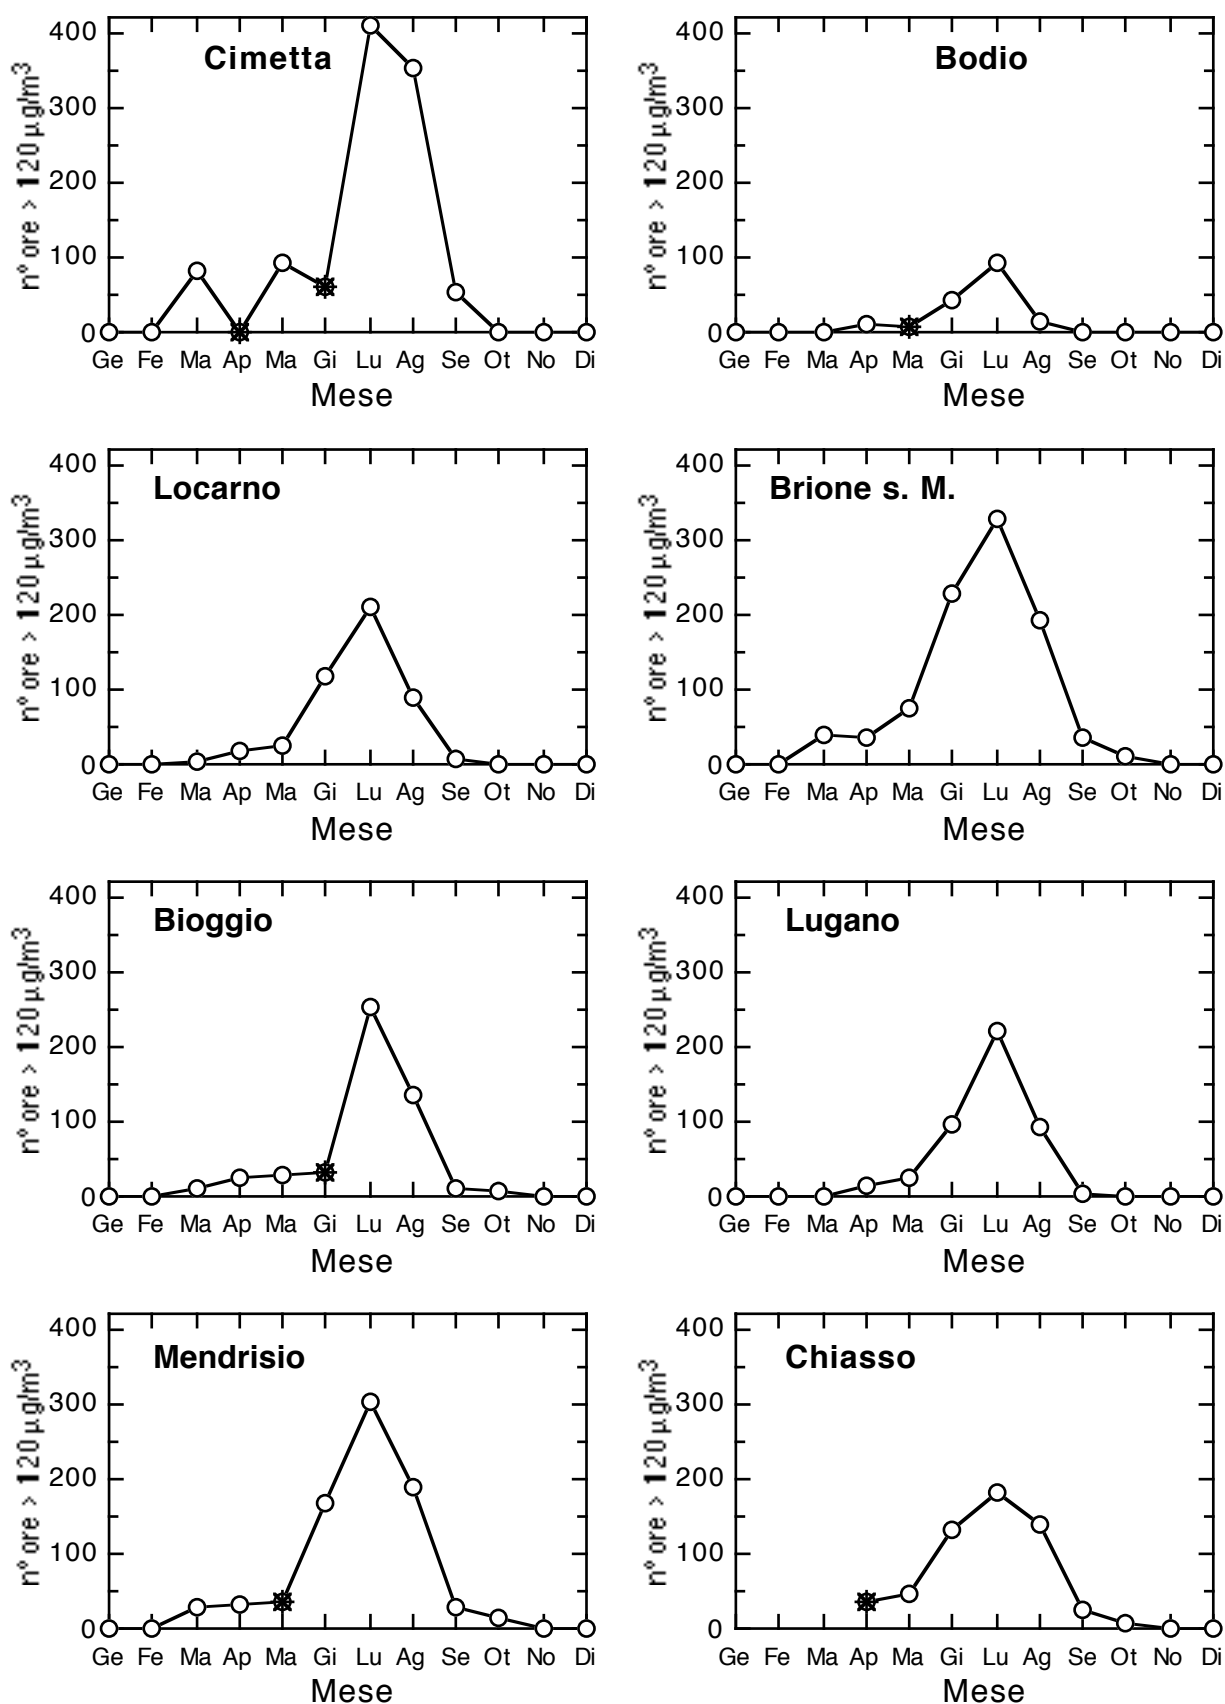 Cimetta
n° ore > 120 µg/m³
400
300
200
100
0
Ge Fe Ma Ap Ma Gi Lu Ag Se Ot No Di
Mese
Bodio
n° ore > 120 µg/m³
400
300
200
100
0
Ge Fe Ma Ap Ma Gi Lu Ag Se Ot No Di
Mese
Locarno
n° ore > 120 µg/m³
400
300
200
100
0
Ge Fe Ma Ap Ma Gi Lu Ag Se Ot No Di
Mese
Brione s. M.
n° ore > 120 µg/m³
400
300
200
100
0
Ge Fe Ma Ap Ma Gi Lu Ag Se Ot No Di
Mese
Bioggio
n° ore > 120 µg/m³
400
300
200
100
0
Ge Fe Ma Ap Ma Gi Lu Ag Se Ot No Di
Mese
Lugano
n° ore > 120 µg/m³
400
300
200
100
0
Ge Fe Ma Ap Ma Gi Lu Ag Se Ot No Di
Mese
Mendrisio
n° ore > 120 µg/m³
400
300
200
100
0
Ge Fe Ma Ap Ma Gi Lu Ag Se Ot No Di
Mese
Chiasso
n° ore > 120 µg/m³
400
300
200
100
0
Ge Fe Ma Ap Ma Gi Lu Ag Se Ot No Di
Mese